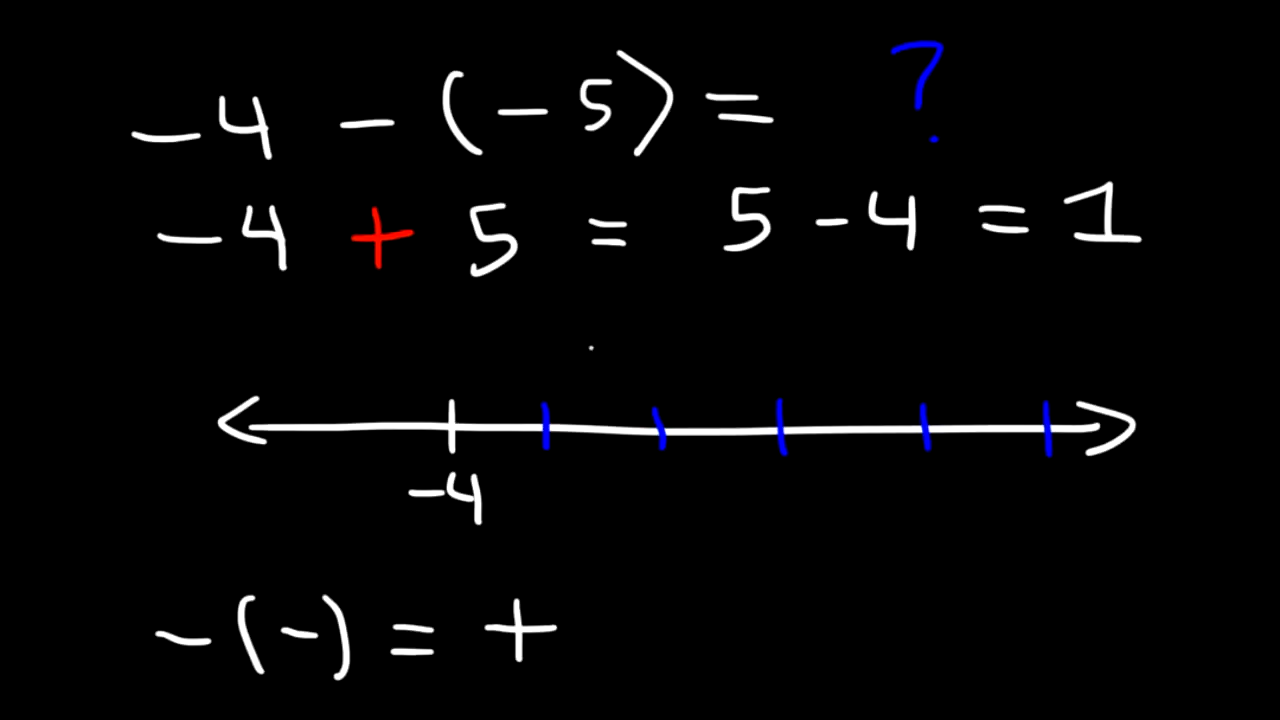 -4 - (-5) = ?
-4 + 5 = 5 - 4 = 1
-4
-(-) = +